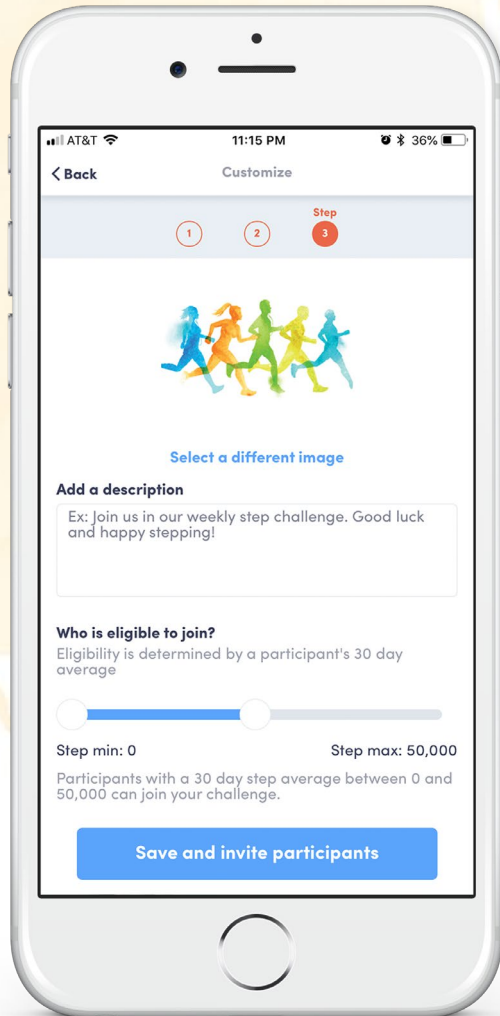 AT&T
11:15 PM
36%
Back
Customize
Step
1
2
3
Select a different image
Add a description
Ex: Join us in our weekly step challenge. Good luck
and happy stepping!
Who is eligible to join?
Eligibility is determined by a participant's 30 day
average
Step min: 0
Step max: 50,000
Participants with a 30 day step average between 0 and
50,000 can join your challenge.
Save and invite participants